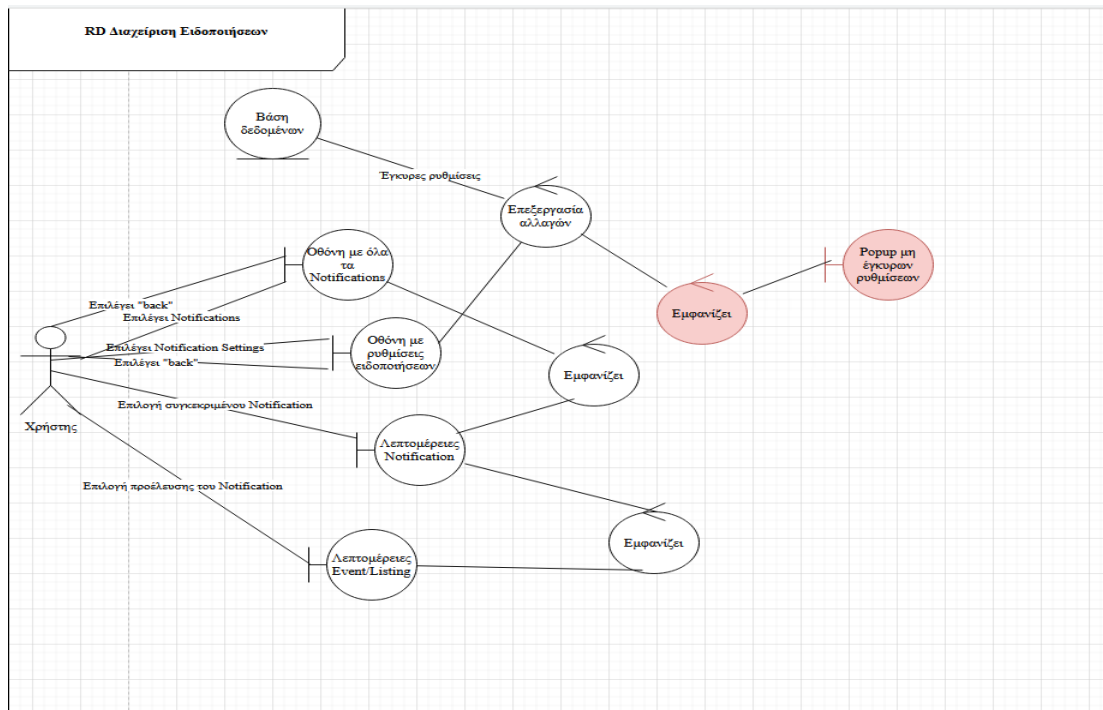 RD Διαχείριση Ειδοποιήσεων
Βάση
δεδομένων
Έγκυρες ρυθμίσεις
Επεξεργασία
αλλαγών
Οθόνη με όλα
τα
Notifications
Popup μη
έγκυρων
ρυθμίσεων
Επιλέγει "back"
Επιλέγει Notifications
Εμφανίζει
Επιλέγει Notification Settings
Επιλέγει "back"
Οθόνη με
ρυθμίσεις
ειδοποιήσεων
Εμφανίζει
Επιλογή συγκεκριμένου Notification
Χρήστης
Λεπτομέρειες
Notification
Επιλογή προέλευσης του Notification
Εμφανίζει
Λεπτομέρειες
Event/Listing